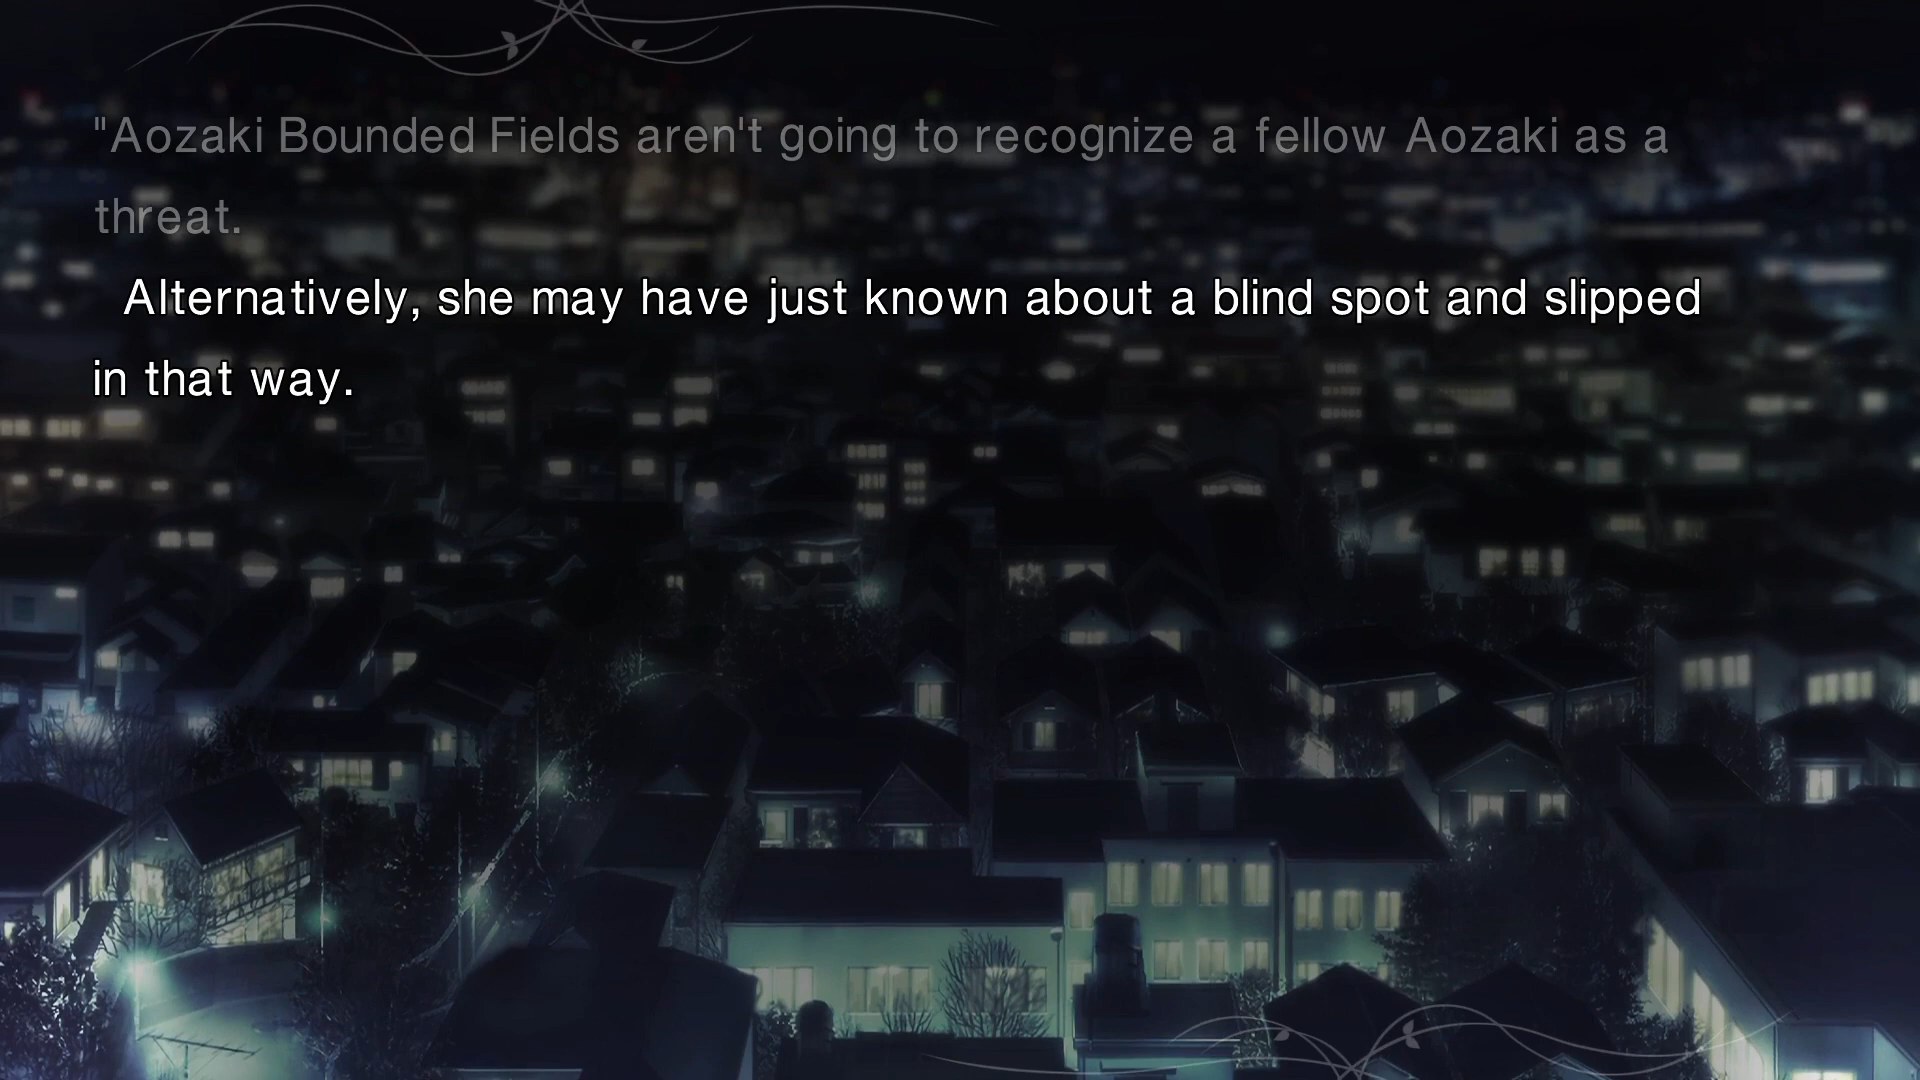 "Aozaki Bounded Fields aren't going to recognize a fellow Aozaki as a
threat.
Alternatively, she may have just known about a blind spot and slipped
in that way.